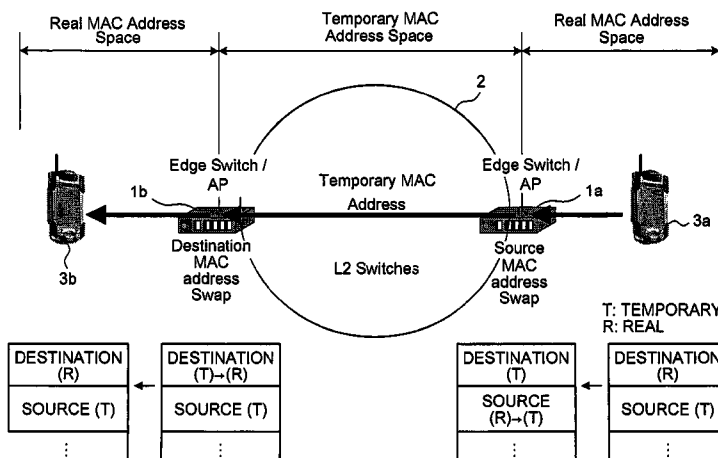 Real MAC Address
Space
Temporary MAC
Address Space
Real MAC Address
Space
2
Edge Switch /
AP
Edge Switch /
AP
1b
Temporary MAC
Address
1a
3b
Destination
MAC
address
Swap
L2 Switches
Source
MAC
address
Swap
3a
T: TEMPORARY
R: REAL
DESTINATION
(R)
SOURCE (T)
⋮
DESTINATION
(T)→(R)
SOURCE (T)
⋮
DESTINATION
(T)
SOURCE
(R)→(T)
⋮
DESTINATION
(R)
SOURCE (T)
⋮